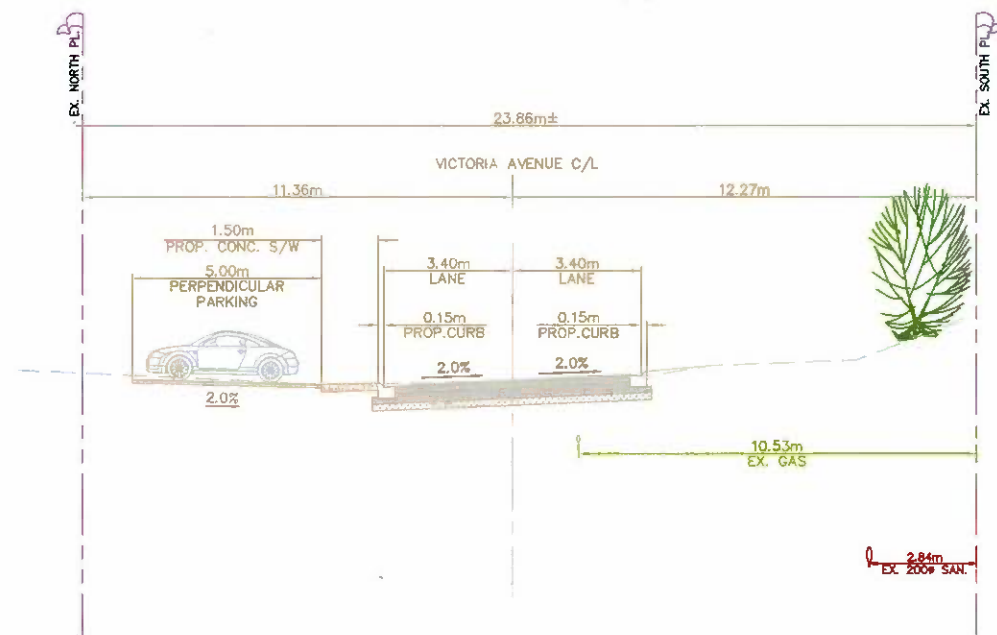 EX. NORTH PL.
EX. SOUTH PL.
23.86m±
VICTORIA AVENUE C/L
11.36m
12.27m
1.50m
PROP. CONC. S/W
5.00m
PERPENDICULAR
PARKING
3.40m
LANE
3.40m
LANE
0.15m
PROP.CURB
0.15m
PROP.CURB
2.0%
2.0%
2.0%
10.53m
EX. GAS
2.84m
EX. 200ø SAN.